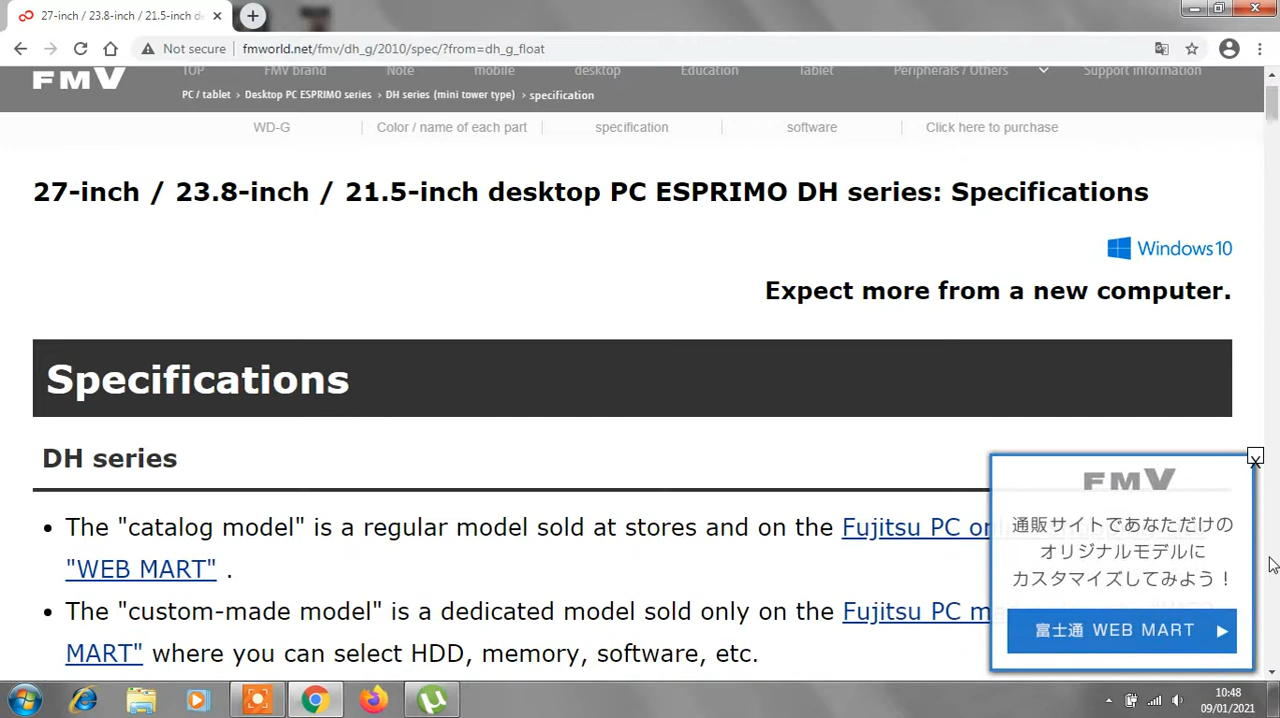 27-inch / 23.8-inch / 21.5-inch d
Not secure
fmworld.net/fmv/dh_g/2010/spec/?from=dh_g_float
FMV
TOP
FMV brand
Note
mobile
desktop
Education
Tablet
Peripherals / Others
Support information
PC / tablet › Desktop PC ESPRIMO series › DH series (mini tower type) › specification
WD-G
Color / name of each part
specification
software
Click here to purchase
27-inch / 23.8-inch / 21.5-inch desktop PC ESPRIMO DH series: Specifications
Windows10
Expect more from a new computer.
Specifications
DH series
• The "catalog model" is a regular model sold at stores and on the Fujitsu PC
"WEB MART" .
• The "custom-made model" is a dedicated model sold only on the Fujitsu PC
MART" where you can select HDD, memory, software, etc.
X
FMV
通販サイトであなただけの
オリジナルモデルに
カスタマイズしてみよう！
富士通 WEB MART
10:48
09/01/2021